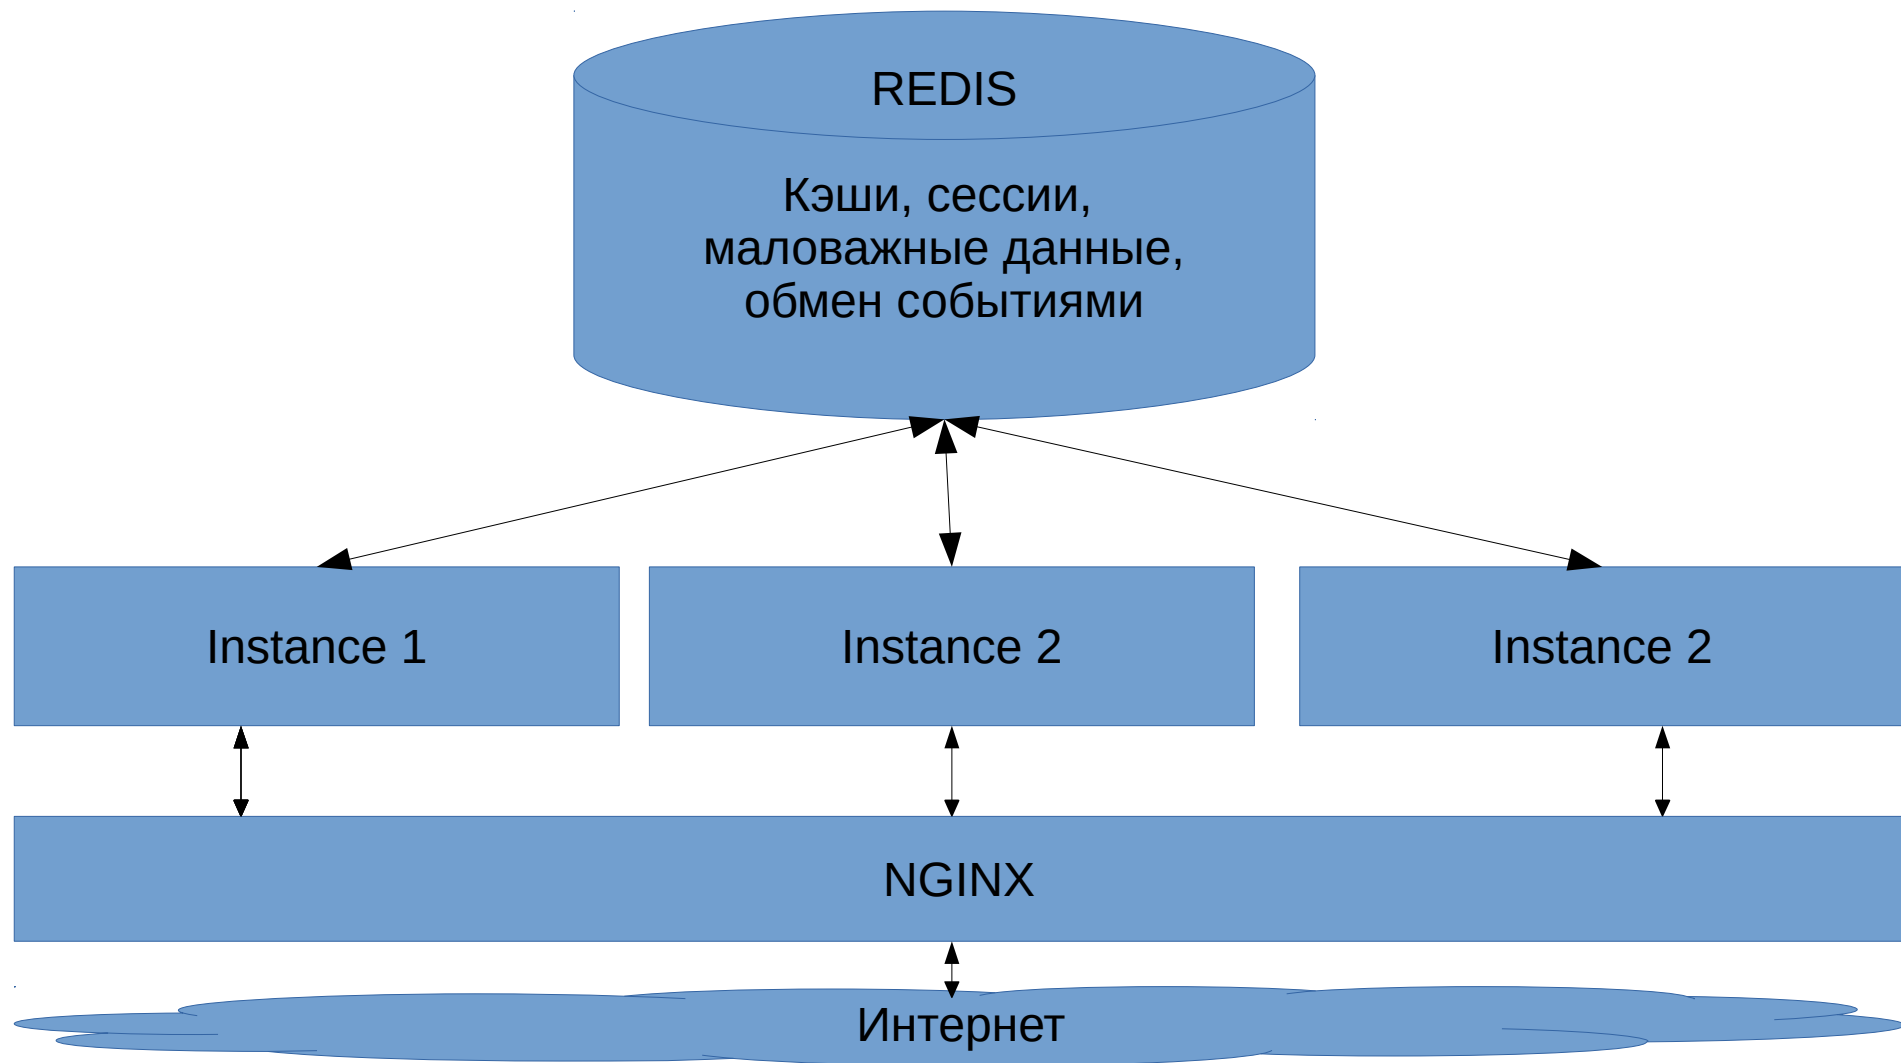 REDIS
Кэши, сессии,
маловажные данные,
обмен событиями
Instance 1
Instance 2
Instance 2
NGINX
Интернет